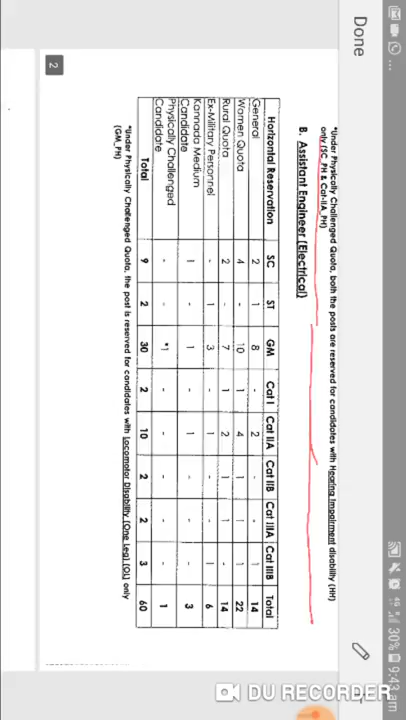 Done
9:43 am
30%
*Under Physically Challenged Quota, both the posts are reserved for candidates with Hearing Impairment disability (HH)
only (SC_PH & Cat-IIA_PH)
B. Assistant Engineer (Electrical)
Horizontal Reservation SC ST GM Cat I Cat IIA Cat IIB Cat IIIA Cat IIIB Total
General 2 1 8 - 2 - - 1 14
Women Quota 4 - 10 1 4 1 1 1 22
Rural Quota 2 - 7 1 2 1 1 - 14
Ex-Military Personnel - 1 3 - 1 - - 1 6
Kannada Medium
Candidate 1 - 1 - 1 - - - 3
Physically Challenged
Candidate - - *1 - - - - - 1
Total 9 2 30 2 10 2 2 3 60
*Under Physically Challenged Quota, the post is reserved for candidates with Locomotor Disability (One Leg) (OL) only
(GM_PH)
2
DU RECORDER